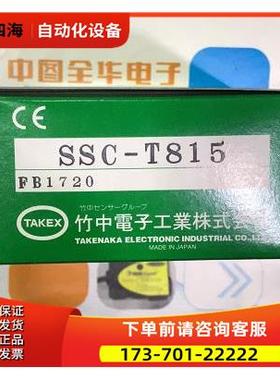 四海 自动化设备
中国全华电子
CE
SSC-T815
FB1720
竹中センサーグループ
TAKEX 竹中電子工業株式
TAKENAKA ELECTRONIC INDUSTRIAL CO.,
MADE IN JAPAN
下单前请咨询客服
173-701-22222